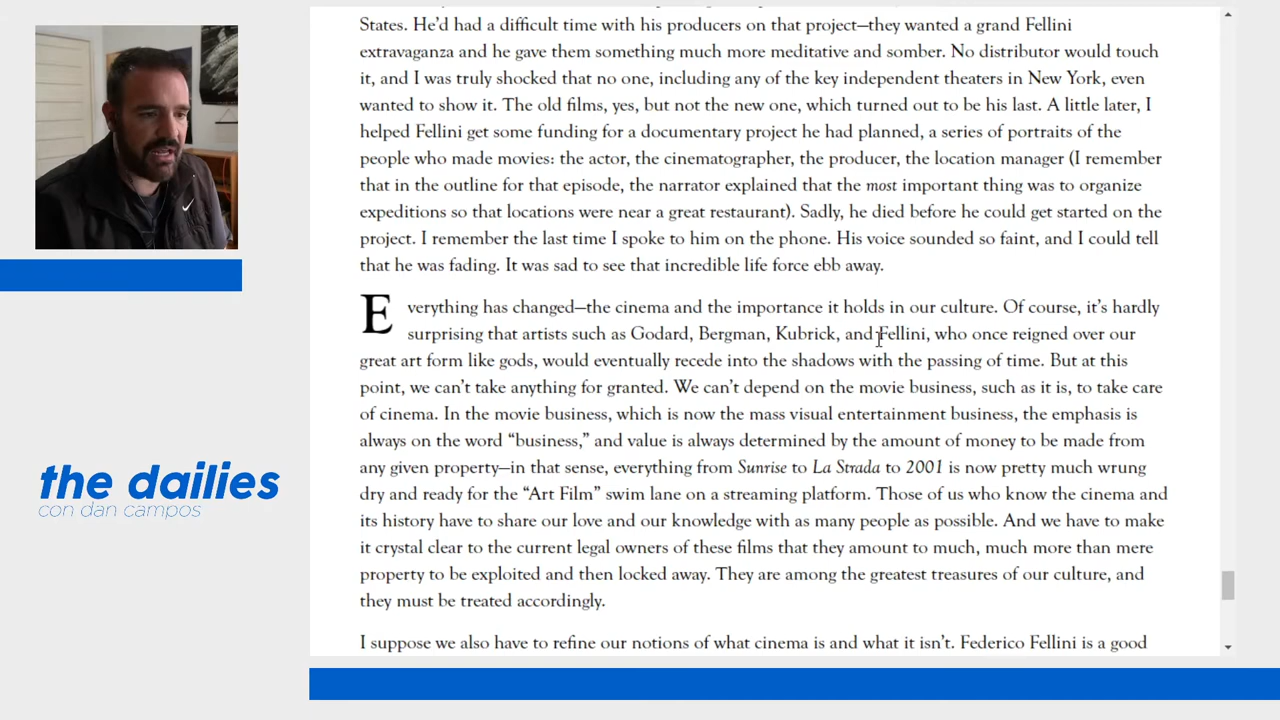 States. He’d had a difficult time with his producers on that project—they wanted a grand Fellini
extravaganza and he gave them something much more meditative and somber. No distributor would touch
it, and I was truly shocked that no one, including any of the key independent theaters in New York, even
wanted to show it. The old films, yes, but not the new one, which turned out to be his last. A little later, I
helped Fellini get some funding for a documentary project he had planned, a series of portraits of the
people who made movies: the actor, the cinematographer, the producer, the location manager (I remember
that in the outline for that episode, the narrator explained that the most important thing was to organize
expeditions so that locations were near a great restaurant). Sadly, he died before he could get started on the
project. I remember the last time I spoke to him on the phone. His voice sounded so faint, and I could tell
that he was fading. It was sad to see that incredible life force ebb away.
Everything has changed—the cinema and the importance it holds in our culture. Of course, it’s hardly
surprising that artists such as Godard, Bergman, Kubrick, and Fellini, who once reigned over our
great art form like gods, would eventually recede into the shadows with the passing of time. But at this
point, we can’t take anything for granted. We can’t depend on the movie business, such as it is, to take care
of cinema. In the movie business, which is now the mass visual entertainment business, the emphasis is
always on the word “business,” and value is always determined by the amount of money to be made from
any given property—in that sense, everything from Sunrise to La Strada to 2001 is now pretty much wrung
dry and ready for the “Art Film” swim lane on a streaming platform. Those of us who know the cinema and
its history have to share our love and our knowledge with as many people as possible. And we have to make
it crystal clear to the current legal owners of these films that they amount to much, much more than mere
property to be exploited and then locked away. They are among the greatest treasures of our culture, and
they must be treated accordingly.
I suppose we also have to refine our notions of what cinema is and what it isn’t. Federico Fellini is a good
the dailies
con dan campos